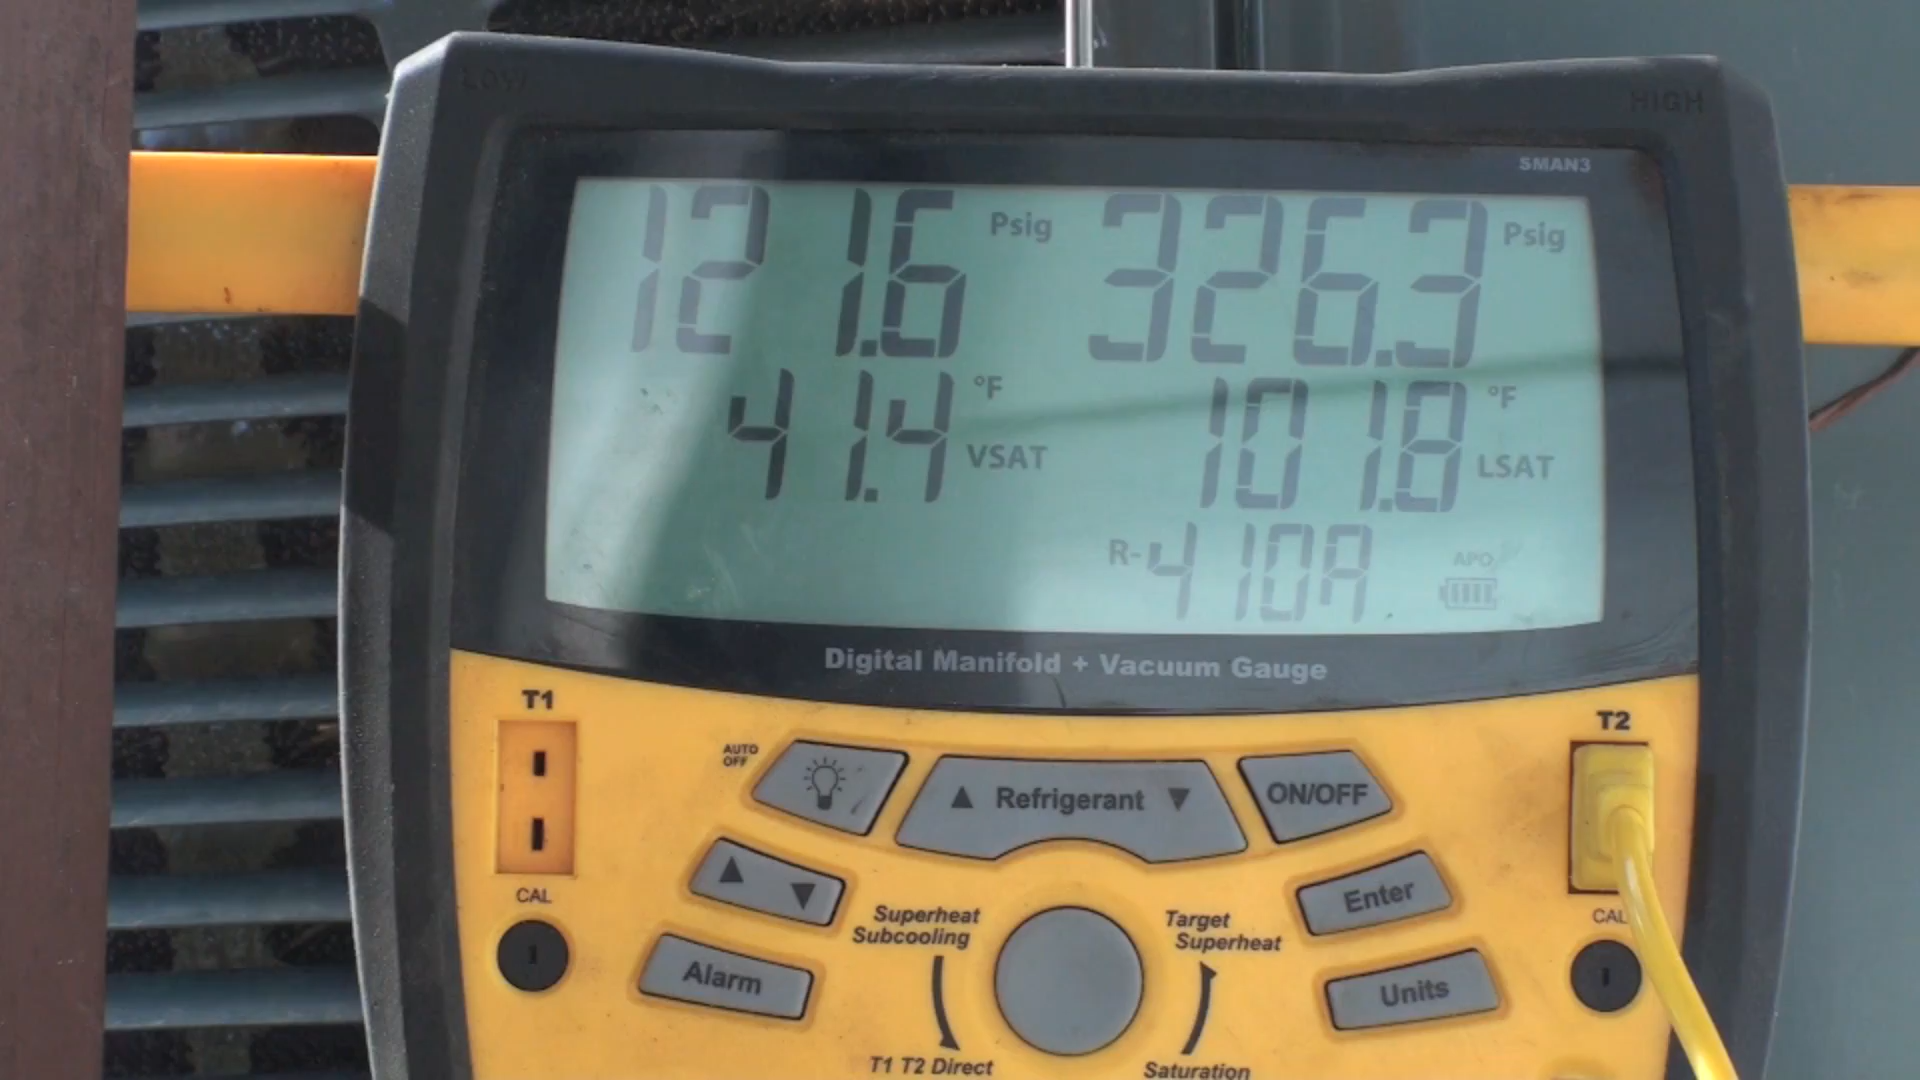 LOW
HIGH
SMAN3
121.6 Psig 326.3 Psig
41.4 °F VSAT 101.8 °F LSAT
R-410A APO
Digital Manifold + Vacuum Gauge
T1
T2
AUTO
OFF
Refrigerant
ON/OFF
CAL
CAL
Enter
Superheat
Subcooling
Target
Superheat
Alarm
Units
T1 T2 Direct
Saturation